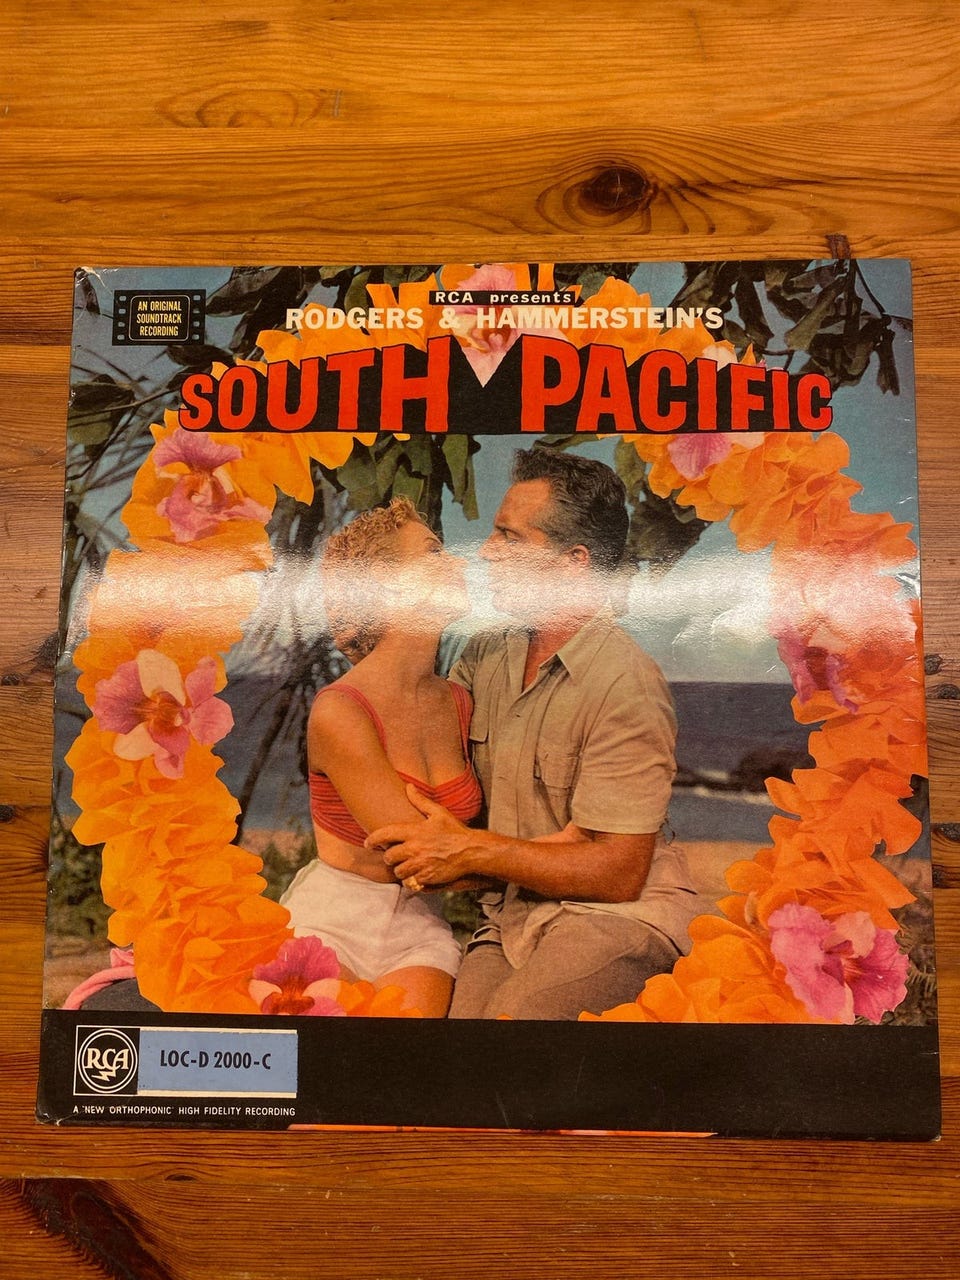 AN ORIGINAL
SOUNDTRACK
RECORDING
RCA presents
RODGERS & HAMMERSTEIN'S
SOUTH PACIFIC
RCA
LOC-D 2000-C
A "NEW ORTHOPHONIC" HIGH FIDELITY RECORDING